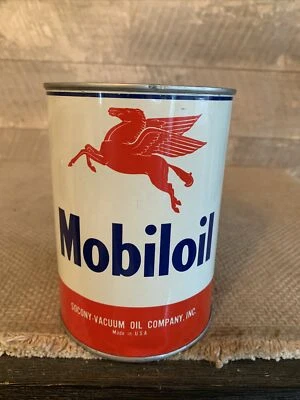 Mobiloil
SOCONY-VACUUM OIL COMPANY, INC.
Made in U.S.A.